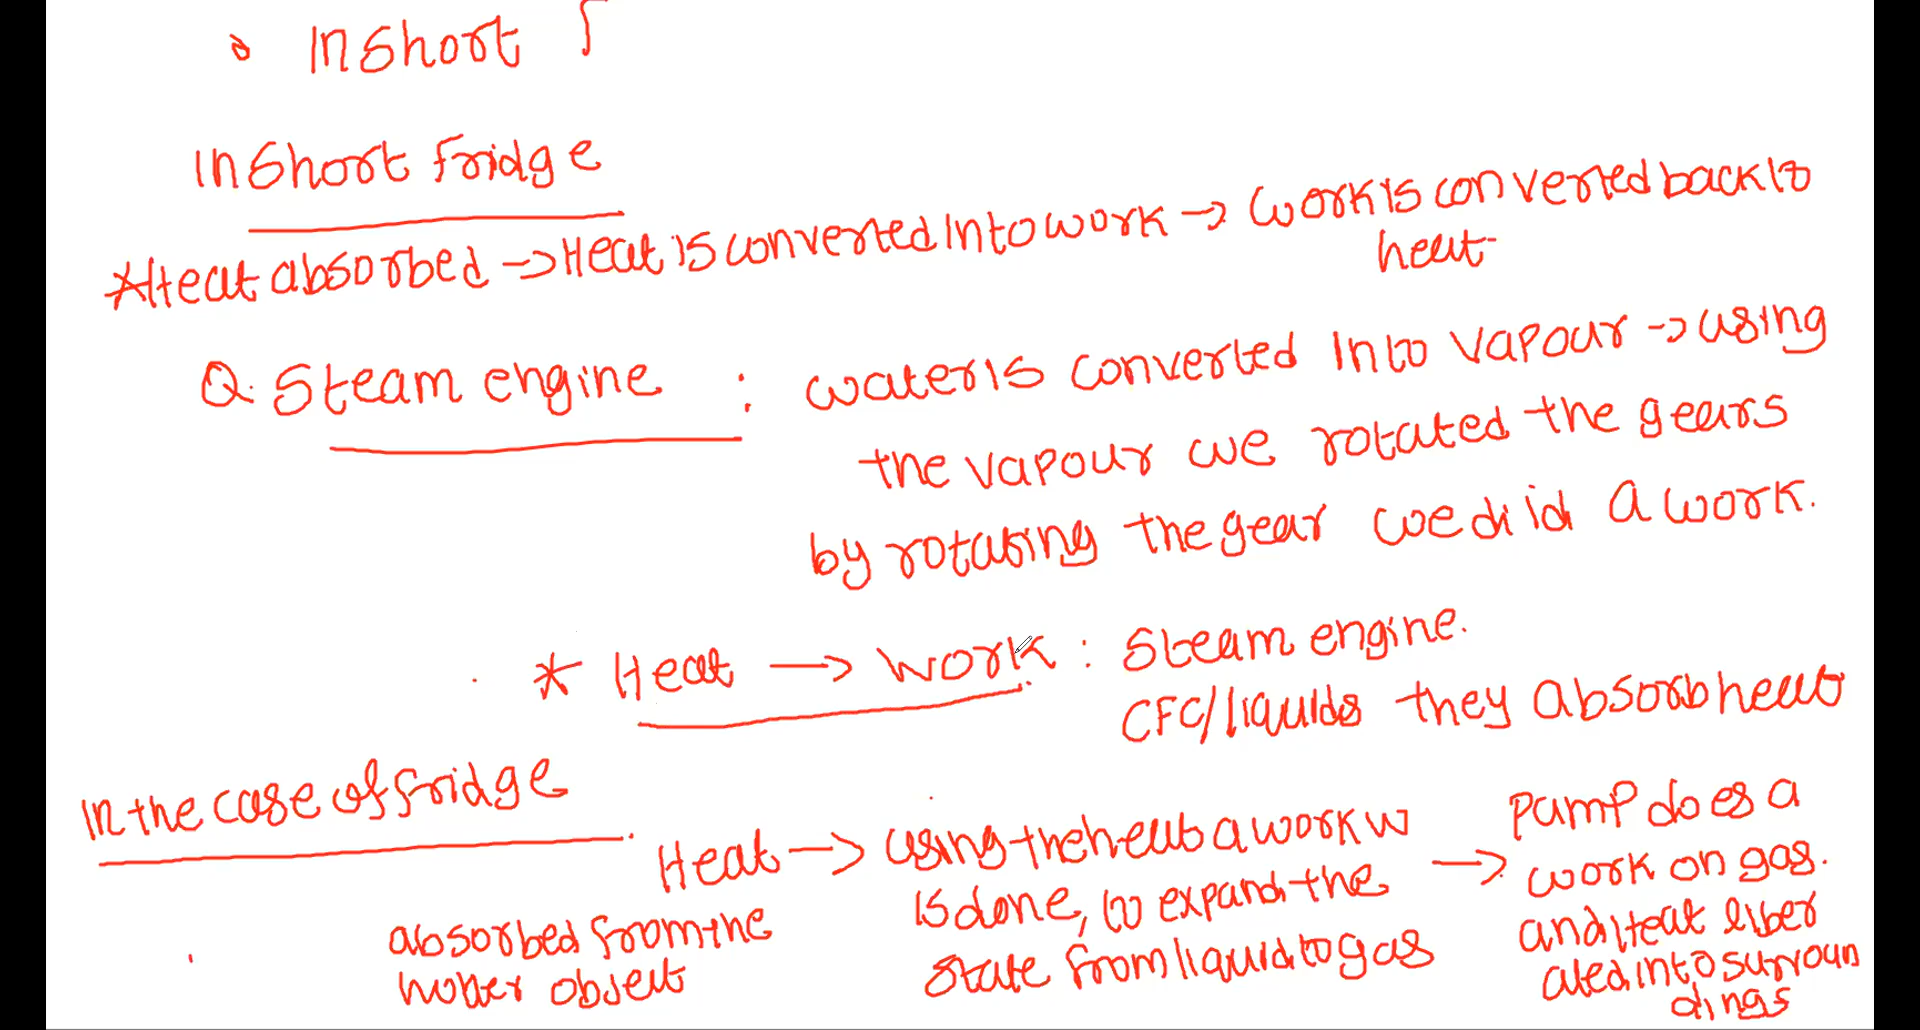 In Short
In Short fridge
*Heat absorbed → Heat is converted into work → work is converted back to
heat
Q. Steam engine : water is converted into vapour → using
the vapour we rotated the gears
by rotating the gear we did a work.
* Heat → work : Steam engine.
CFC/liquids they absorb heat
In the case of fridge
Heat → using the heat a work w → Pump does a
is done, to expand the work on gas.
absorbed from the state from liquid to gas and Heat liber
hotter object ated into surroun
dings